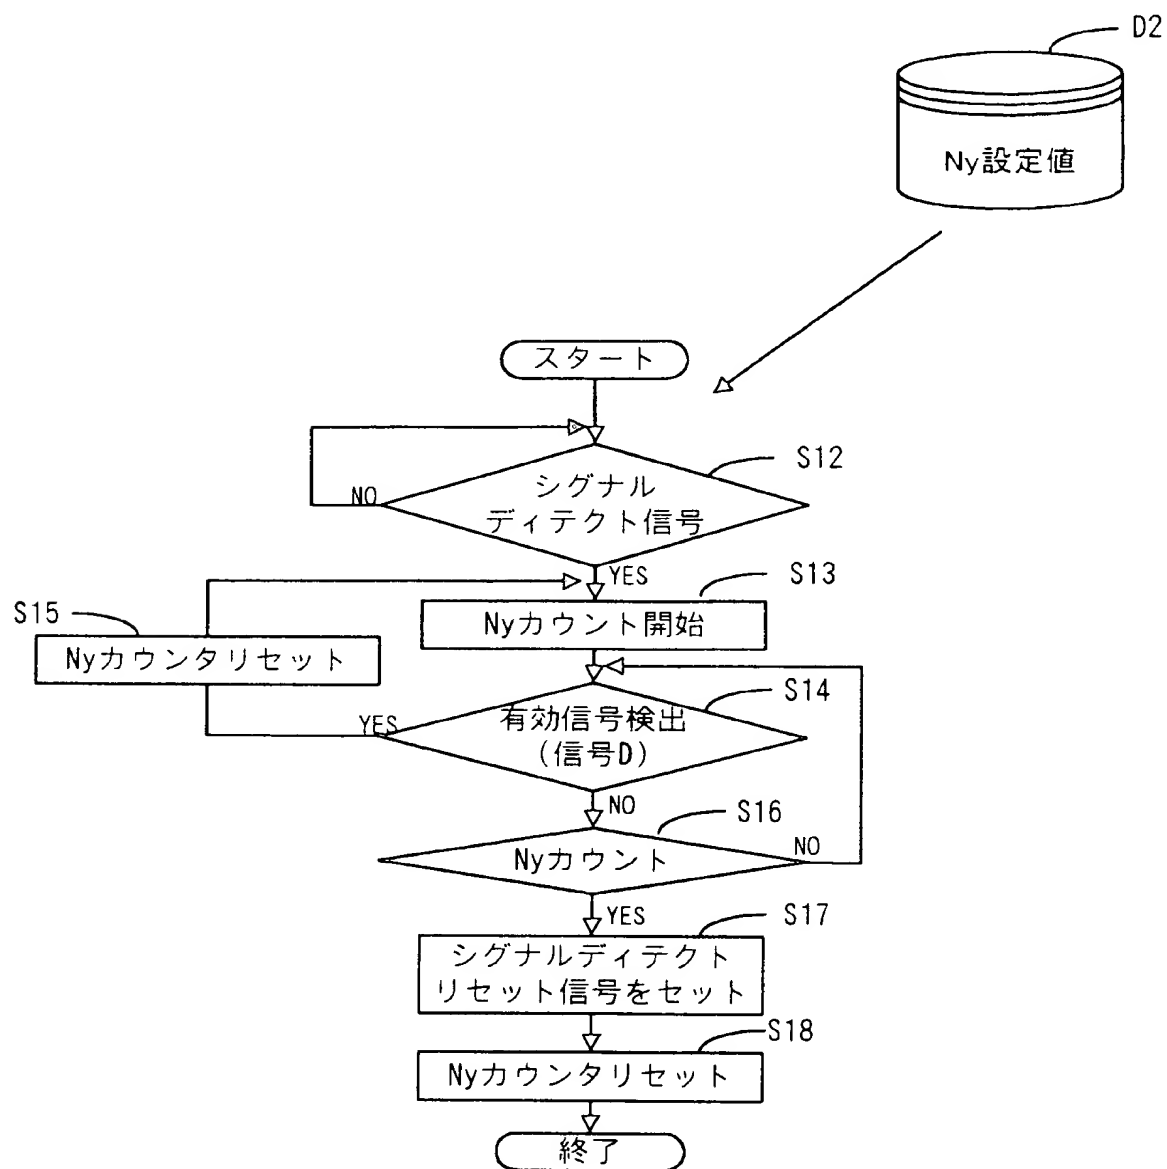 D2
Ny設定値
スタート
S12
シグナル
ディテクト信号
NO
YES
S13
Nyカウント開始
S15
Nyカウンタリセット
S14
有効信号検出
(信号D)
YES
NO
S16
Nyカウント
NO
YES
S17
シグナルディテクト
リセット信号をセット
S18
Nyカウンタリセット
終了